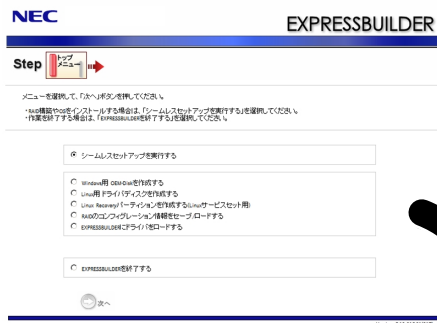 NEC
EXPRESSBUILDER
Step
トップ
メニュー
メニューを選択して、「次へ」ボタンを押してください。
・RAID構築やOSをインストールする場合は、「シームレスセットアップを実行する」を選択してください。
・作業を終了する場合は、「EXPRESSBUILDERを終了する」を選択してください。
シームレスセットアップを実行する
Windows用 OEM-Diskを作成する
Linux用 ドライバディスクを作成する
Linux Recoveryパーティションを作成する(Linuxサービスセット用)
RAIDのコンフィグレーション情報をセーブ/ロードする
EXPRESSBUILDERにドライバをロードする
EXPRESSBUILDERを終了する
次へ